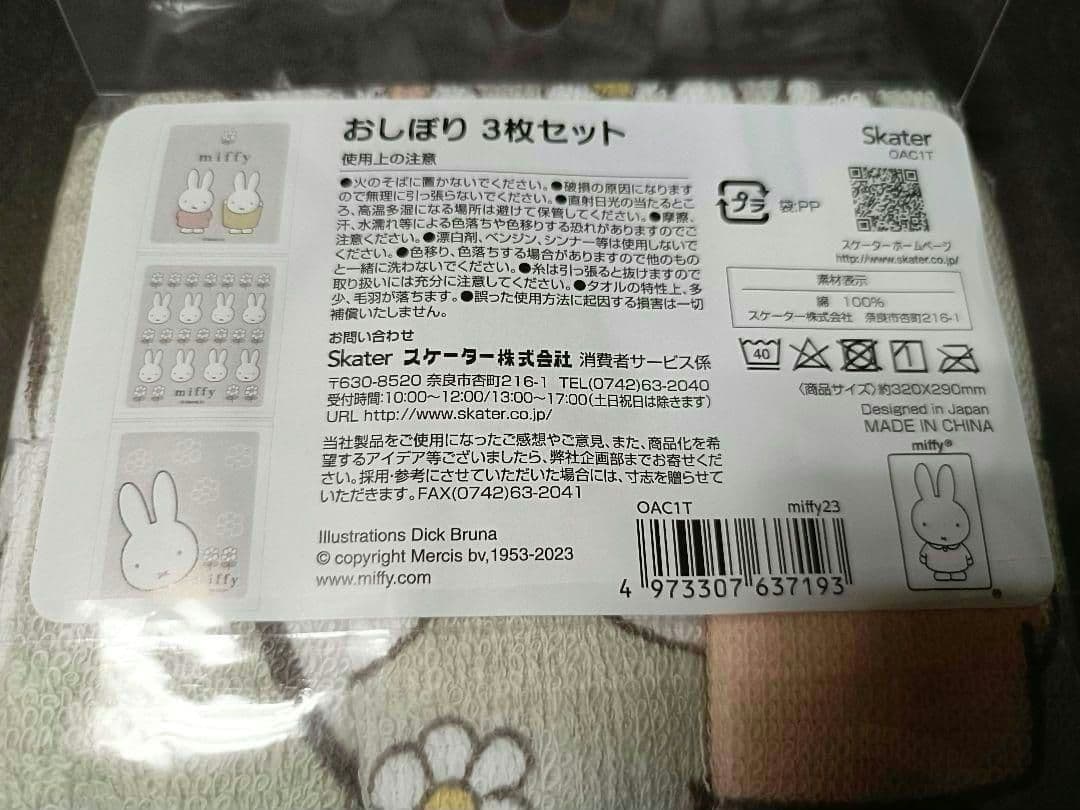 miffy
miffy
miffy
おしぼり 3枚セット
使用上の注意
●火のそばに置かないでください。●破損の原因になります
ので無理に引っ張らないでください。●直射日光の当たるとこ
ろ、高温多湿になる場所は避けて保管してください。●摩擦、
汗、水濡れ等による色落ちや色移りする恐れがありますのでご
注意ください。●漂白剤、ベンジン、シンナー等は使用しないで
ください。●色移り、色落ちする場合がありますので他のもの
と一緒に洗わないでください。●糸は引っ張ると抜けますので
取り扱いには充分に注意してください。●タオルの特性上、多
少、毛羽が落ちます。●誤った使用方法に起因する損害は一切
補償いたしません。
お問い合わせ
Skater スケーター株式会社 消費者サービス係
〒630-8520 奈良市杏町216-1 TEL(0742)63-2040
受付時間:10:00〜12:00/13:00〜17:00(土日祝日は除きます)
URL http://www.skater.co.jp/
当社製品をご使用になったご感想やご意見、また、商品化を希
望するアイデア等ございましたら、弊社企画部までお寄せくだ
さい。採用・参考にさせていただいた場合には、寸志を贈らせて
いただきます。FAX(0742)63-2041
Illustrations Dick Bruna
© copyright Mercis bv,1953-2023
www.miffy.com
Skater
OAC1T
プラ 袋:PP
スケーターホームページ
http://www.skater.co.jp/
素材表示
綿 100%
スケーター株式会社 奈良市杏町216-1
40
〈商品サイズ〉約320X290mm
Designed in Japan
MADE IN CHINA
miffy®
OAC1T miffy23
4 973307 637193